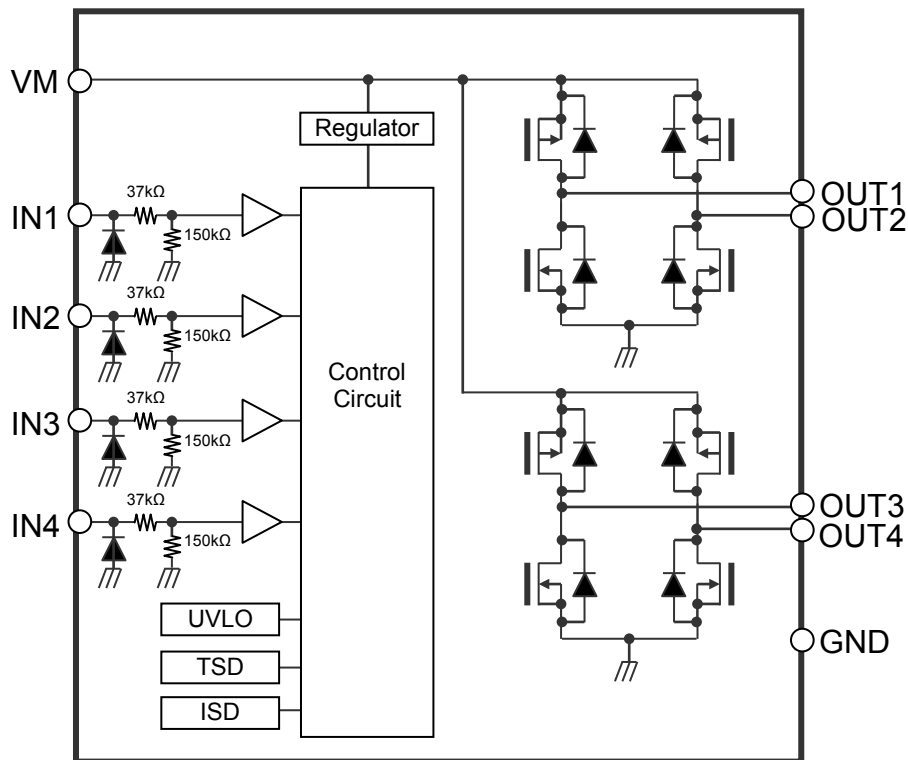 VM
Regulator
OUT1
OUT2
IN1
37kΩ
150kΩ
IN2
37kΩ
150kΩ
Control
Circuit
IN3
37kΩ
150kΩ
IN4
37kΩ
150kΩ
OUT3
OUT4
UVLO
TSD
ISD
GND